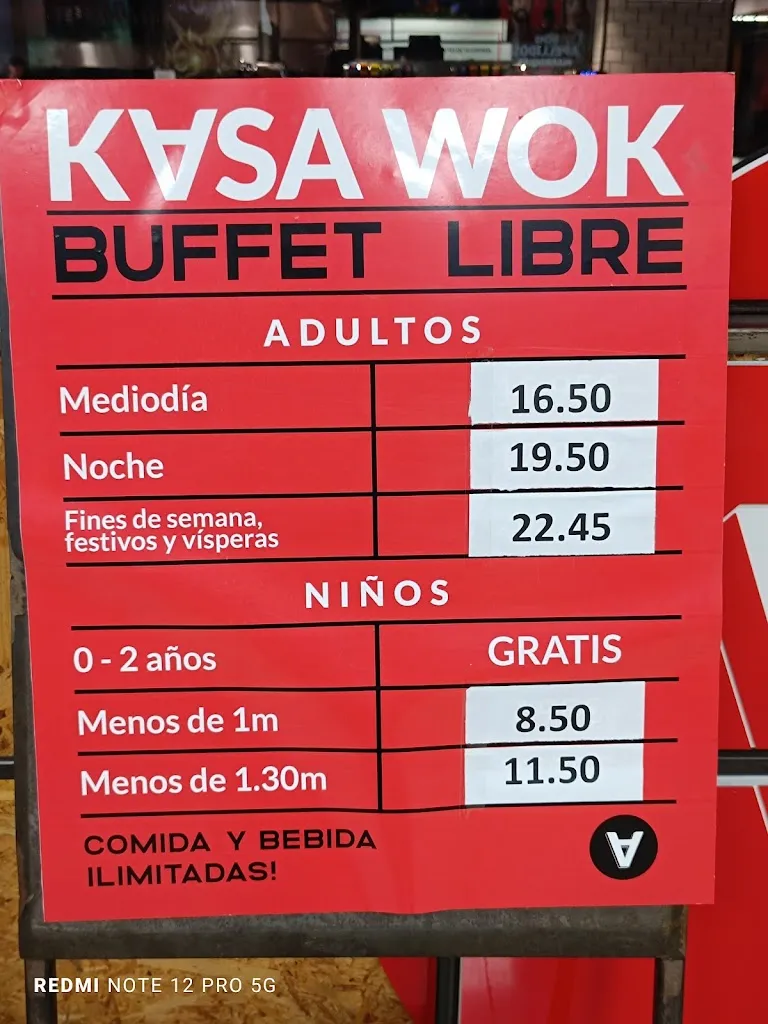 KASA WOK
BUFFET LIBRE
ADULTOS
Mediodía 16.50
Noche 19.50
Fines de semana,
festivos y vísperas 22.45
NIÑOS
0 - 2 años GRATIS
Menos de 1m 8.50
Menos de 1.30m 11.50
COMIDA Y BEBIDA
ILIMITADAS!
A
REDMI NOTE 12 PRO 5G